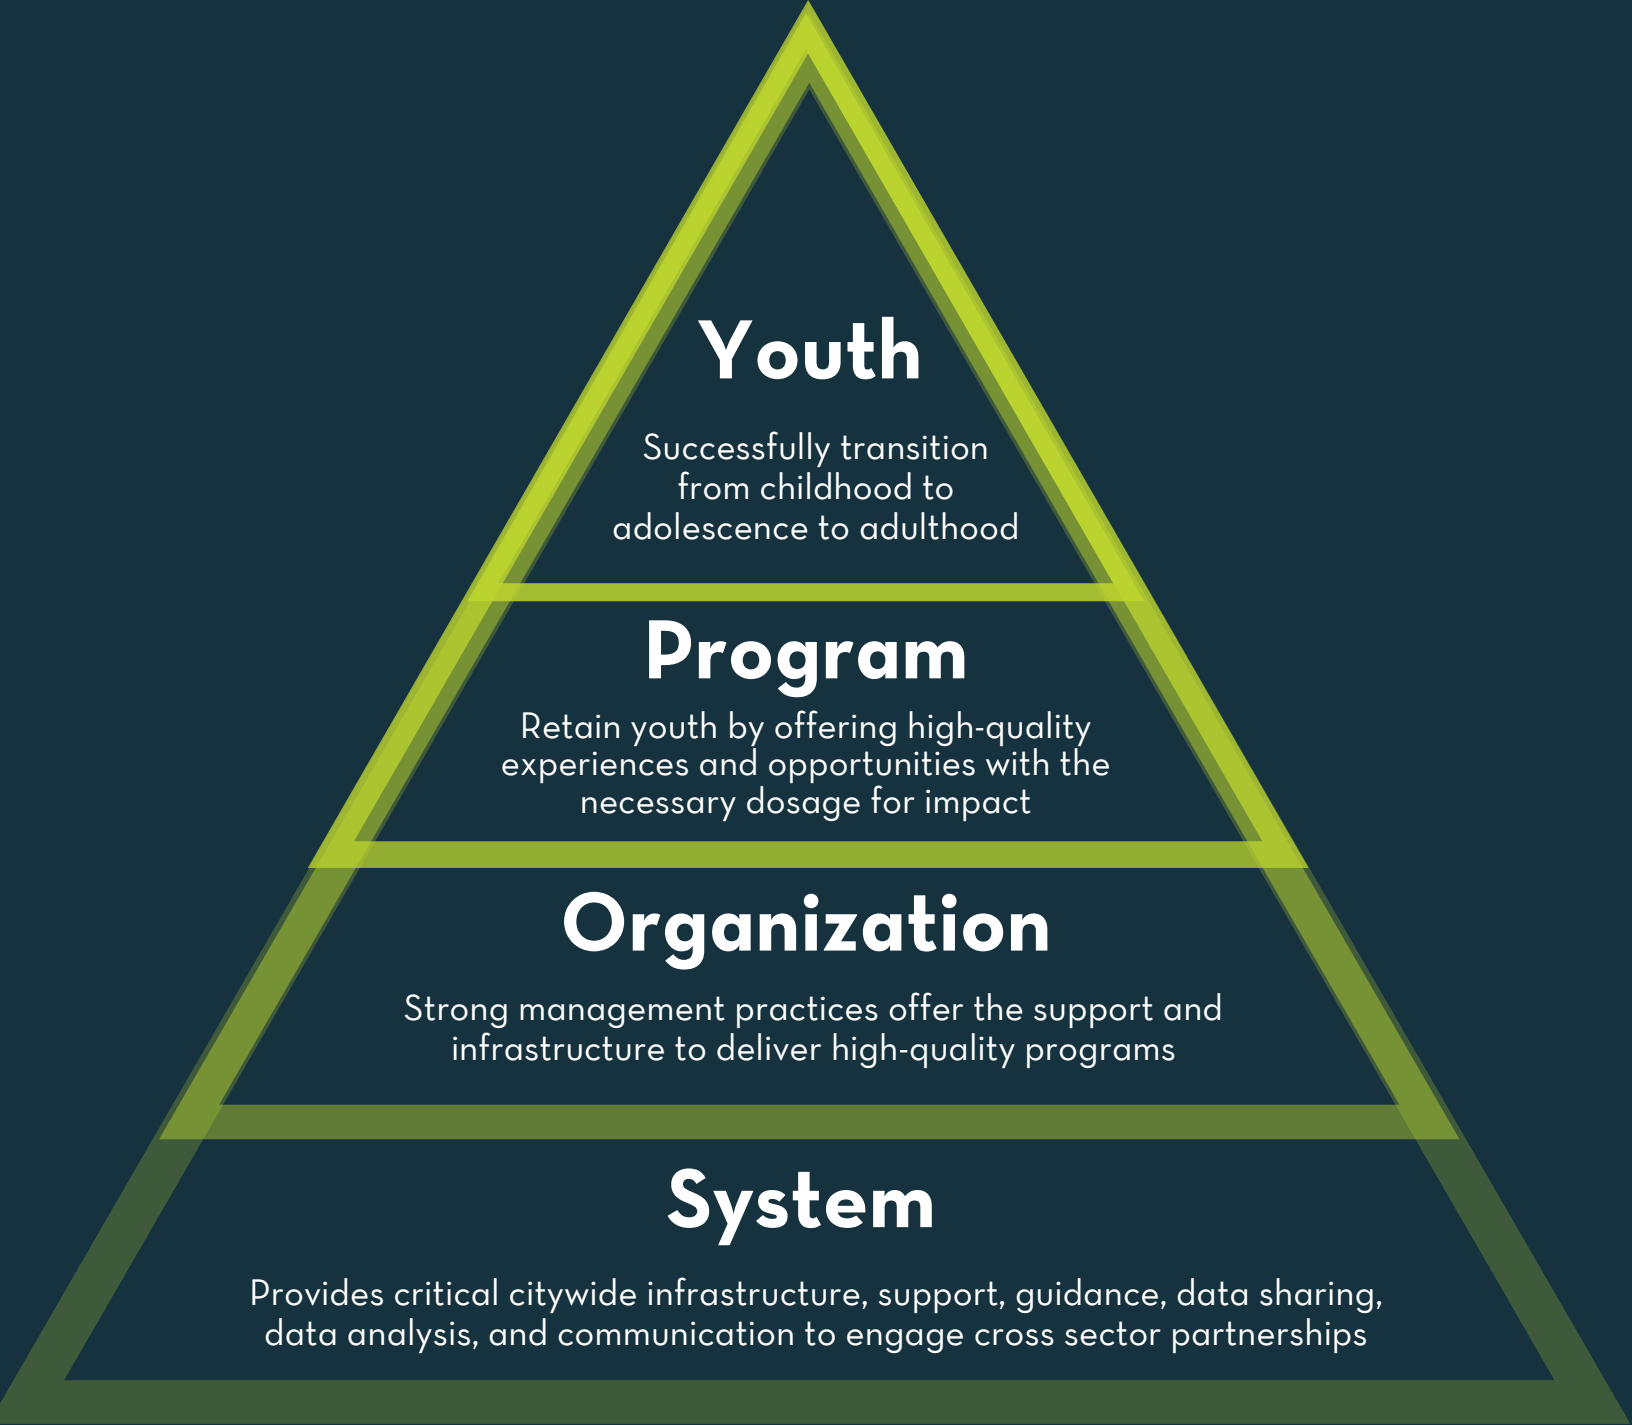 Youth
Successfully transition
from childhood to
adolescence to adulthood
Program
Retain youth by offering high-quality
experiences and opportunities with the
necessary dosage for impact
Organization
Strong management practices offer the support and
infrastructure to deliver high-quality programs
System
Provides critical citywide infrastructure, support, guidance, data sharing,
data analysis, and communication to engage cross sector partnerships